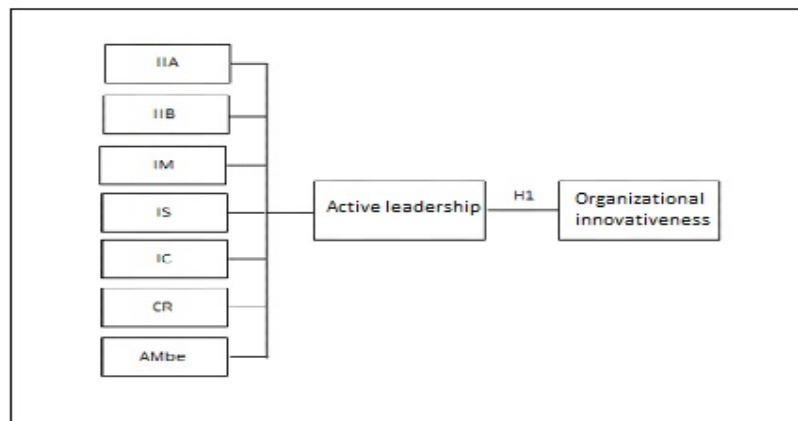 IIA
IIB
IM
IS
IC
CR
AMbe
Active leadership
H1
Organizational
innovativeness